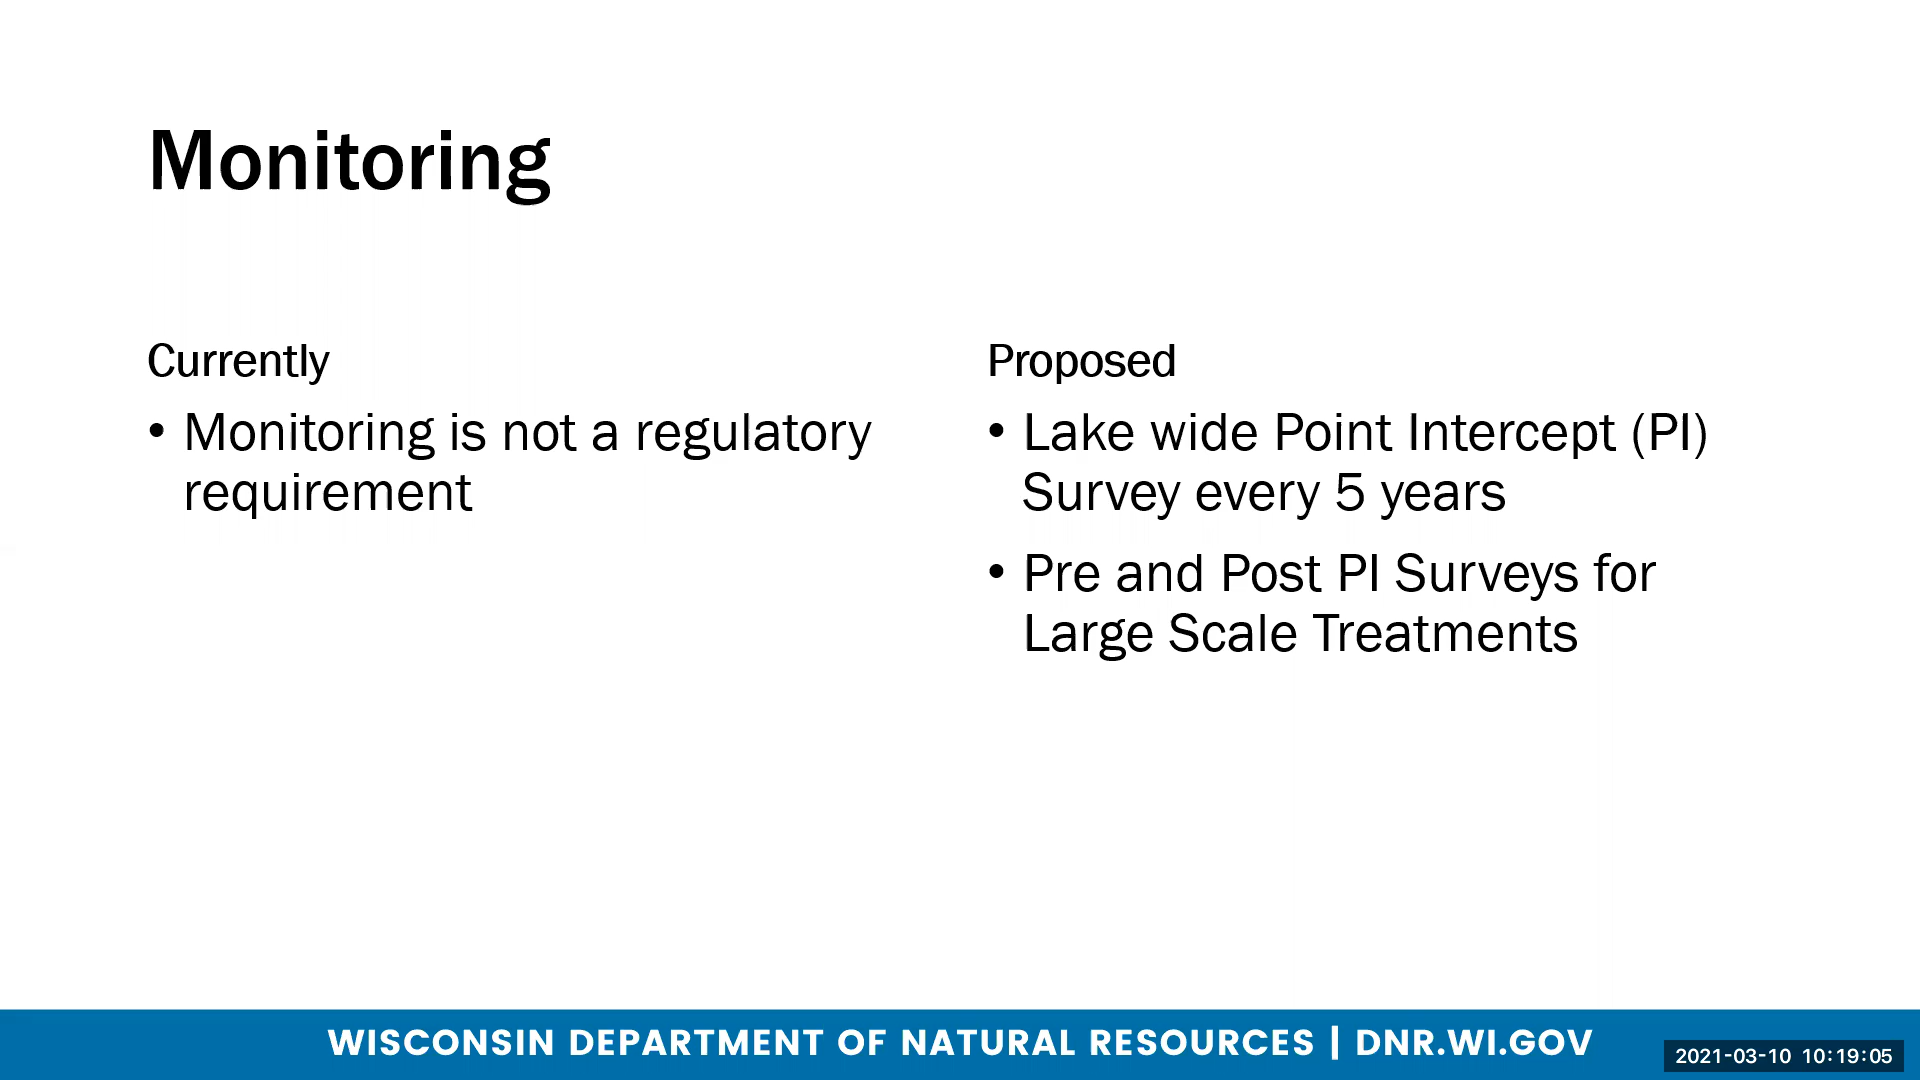 Monitoring
Currently
• Monitoring is not a regulatory
requirement
Proposed
• Lake wide Point Intercept (PI)
Survey every 5 years
• Pre and Post PI Surveys for
Large Scale Treatments
WISCONSIN DEPARTMENT OF NATURAL RESOURCES | DNR.WI.GOV
2021-03-10 10:19:05